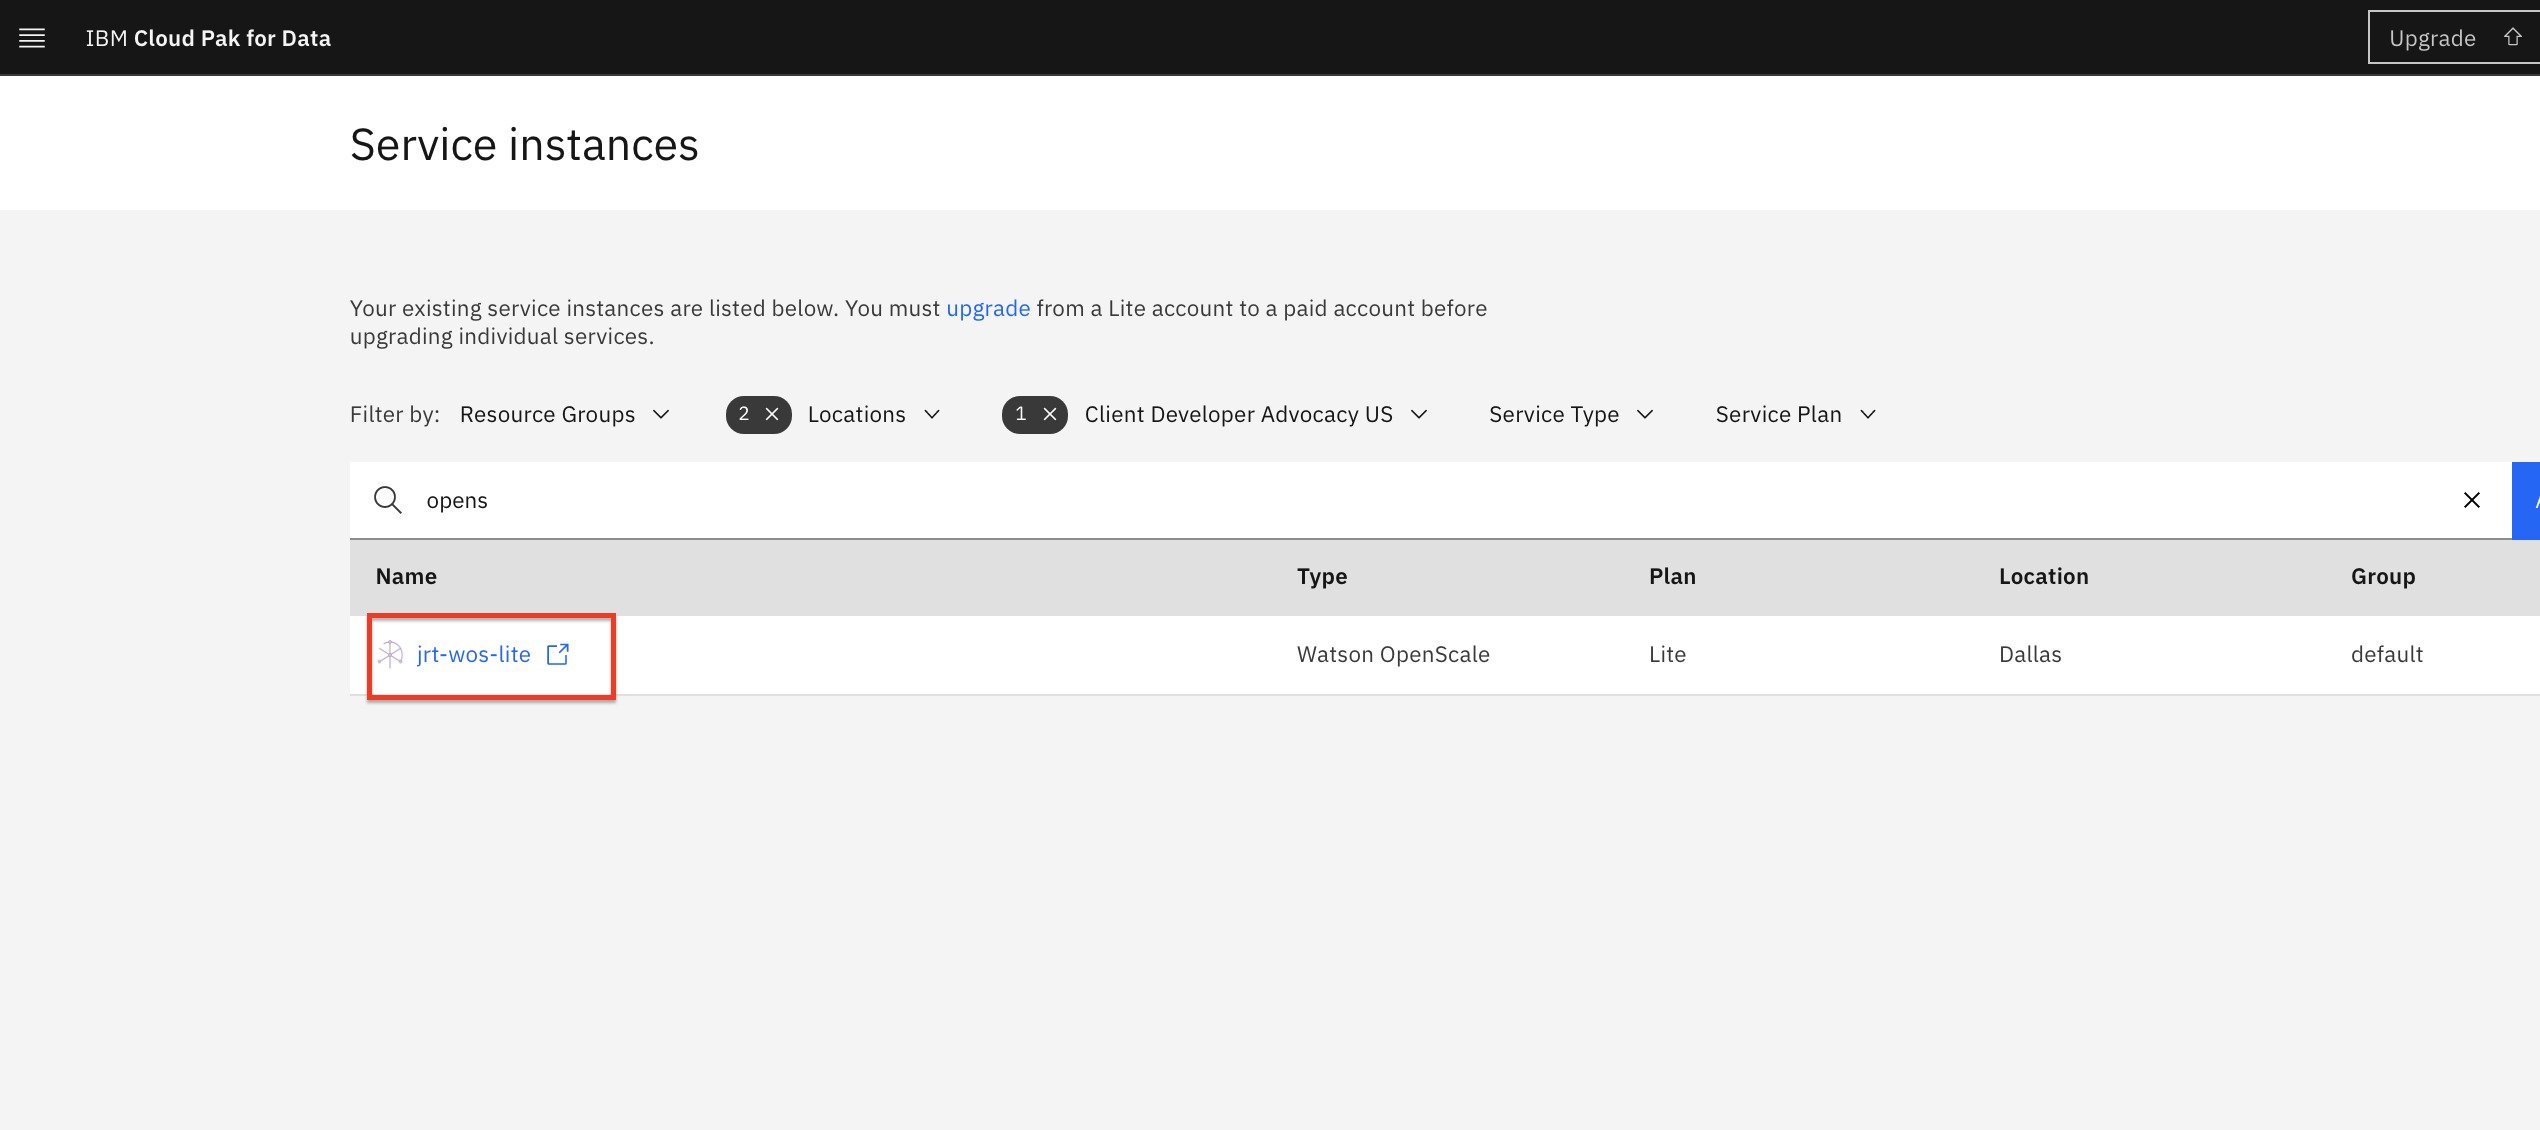 IBM Cloud Pak for Data
Upgrade
Service instances
Your existing service instances are listed below. You must upgrade from a Lite account to a paid account before
upgrading individual services.
Filter by: Resource Groups 2 Locations 1 Client Developer Advocacy US Service Type Service Plan
opens
Name Type Plan Location Group
jrt-wos-lite Watson OpenScale Lite Dallas default